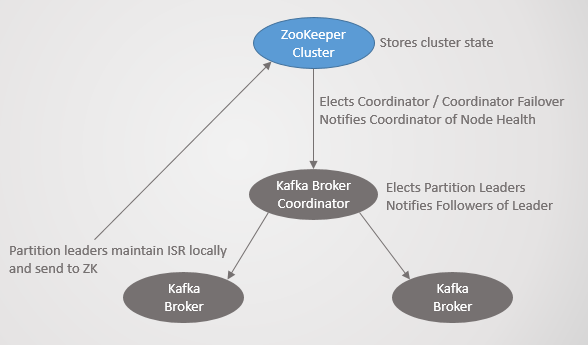 ZooKeeper
Cluster
Stores cluster state
Elects Coordinator / Coordinator Failover
Notifies Coordinator of Node Health
Kafka Broker
Coordinator
Elects Partition Leaders
Notifies Followers of Leader
Partition leaders maintain ISR locally
and send to ZK
Kafka
Broker
Kafka
Broker